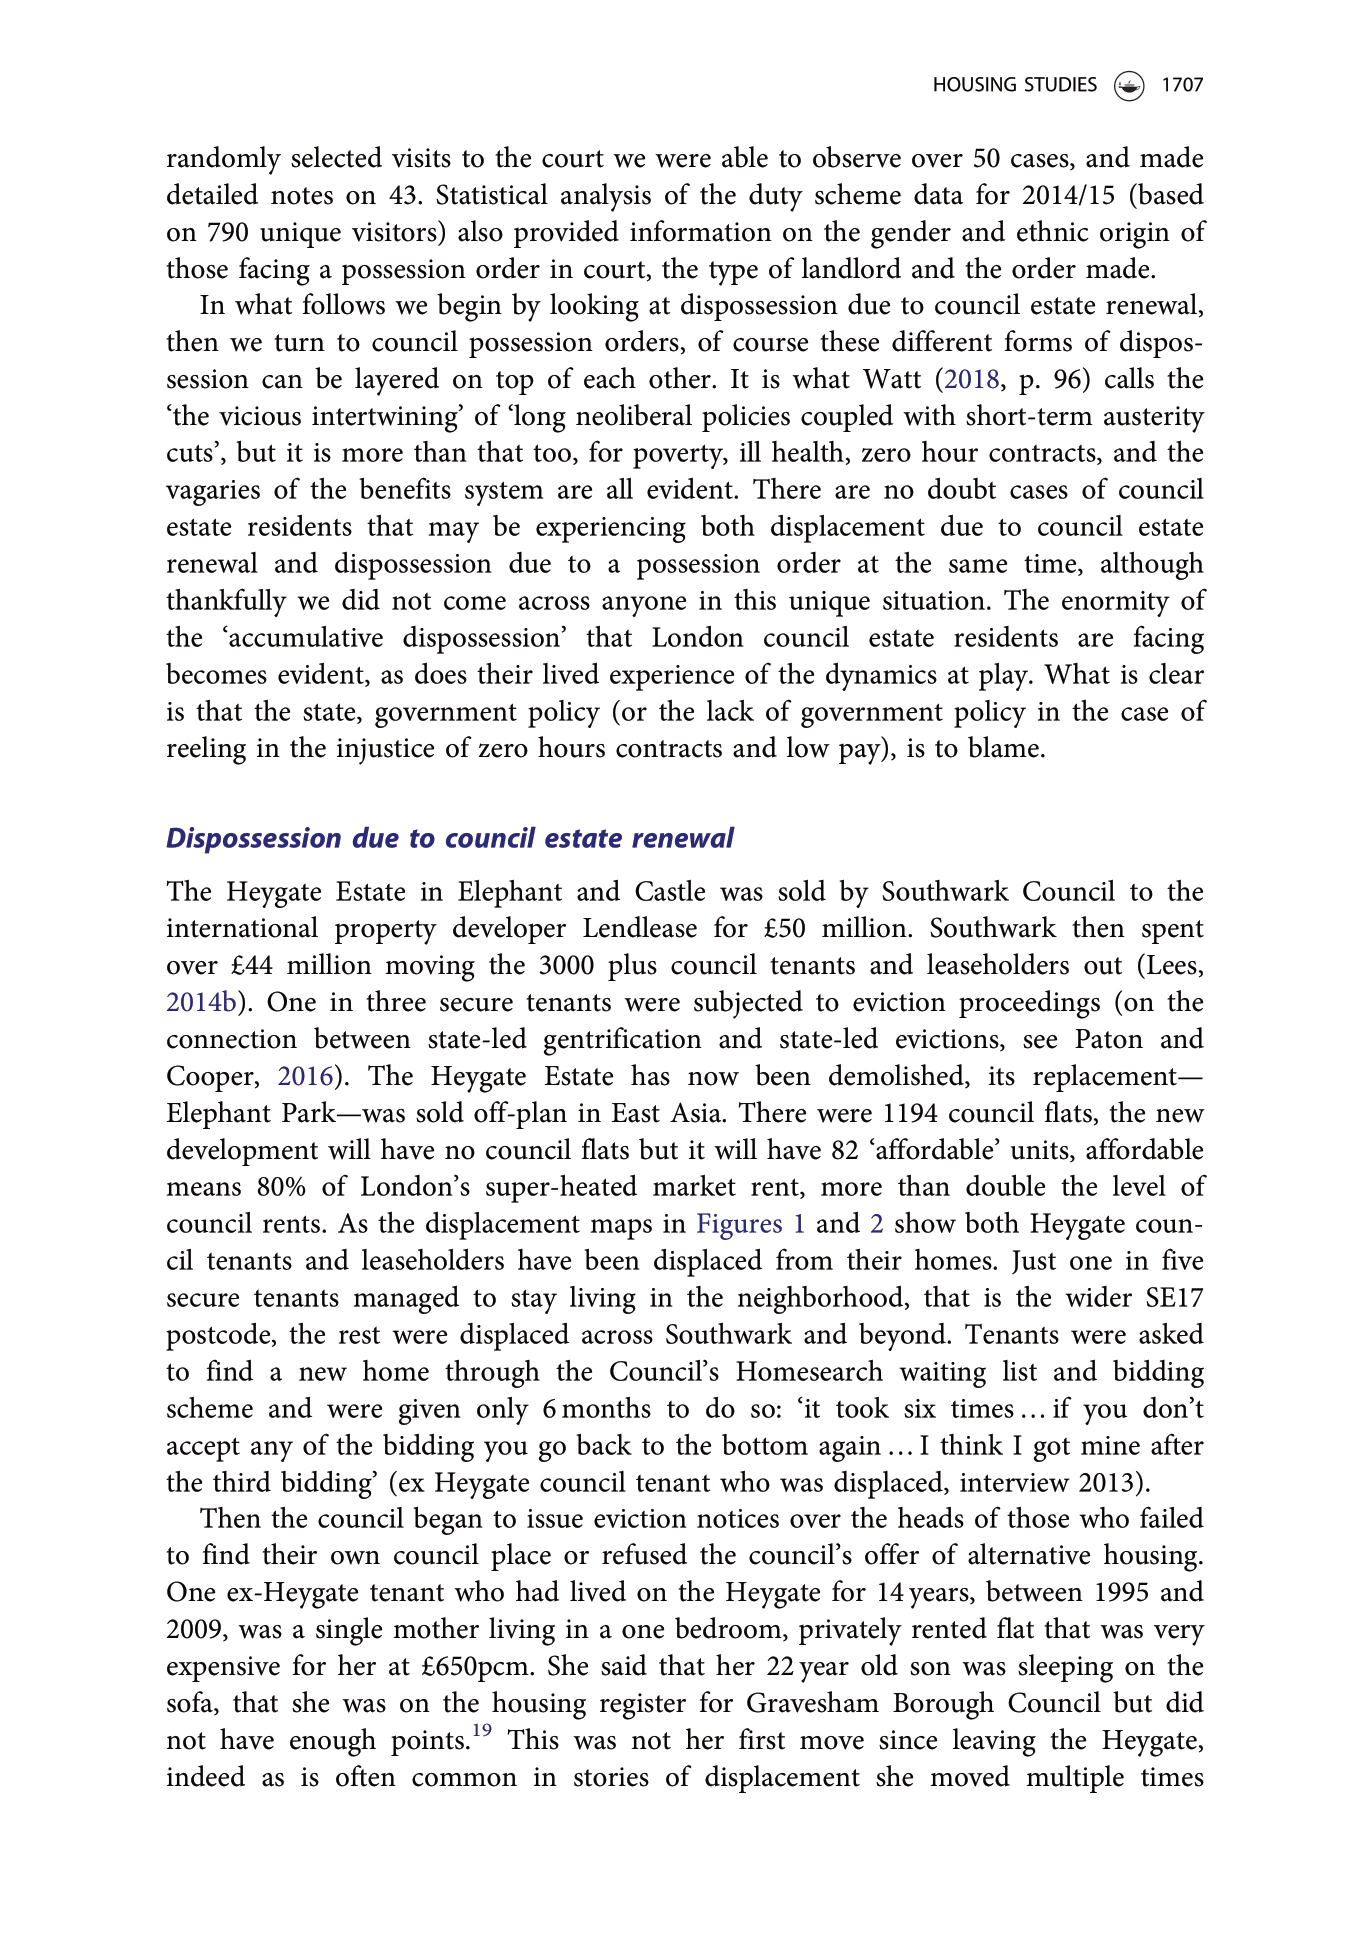 HOUSING STUDIES 1707
randomly selected visits to the court we were able to observe over 50 cases, and made
detailed notes on 43. Statistical analysis of the duty scheme data for 2014/15 (based
on 790 unique visitors) also provided information on the gender and ethnic origin of
those facing a possession order in court, the type of landlord and the order made.
In what follows we begin by looking at dispossession due to council estate renewal,
then we turn to council possession orders, of course these different forms of dispos-
session can be layered on top of each other. It is what Watt (2018, p. 96) calls the
‘the vicious intertwining’ of ‘long neoliberal policies coupled with short-term austerity
cuts’, but it is more than that too, for poverty, ill health, zero hour contracts, and the
vagaries of the benefits system are all evident. There are no doubt cases of council
estate residents that may be experiencing both displacement due to council estate
renewal and dispossession due to a possession order at the same time, although
thankfully we did not come across anyone in this unique situation. The enormity of
the ‘accumulative dispossession’ that London council estate residents are facing
becomes evident, as does their lived experience of the dynamics at play. What is clear
is that the state, government policy (or the lack of government policy in the case of
reeling in the injustice of zero hours contracts and low pay), is to blame.
Dispossession due to council estate renewal
The Heygate Estate in Elephant and Castle was sold by Southwark Council to the
international property developer Lendlease for £50 million. Southwark then spent
over £44 million moving the 3000 plus council tenants and leaseholders out (Lees,
2014b). One in three secure tenants were subjected to eviction proceedings (on the
connection between state-led gentrification and state-led evictions, see Paton and
Cooper, 2016). The Heygate Estate has now been demolished, its replacement—
Elephant Park—was sold off-plan in East Asia. There were 1194 council flats, the new
development will have no council flats but it will have 82 ‘affordable’ units, affordable
means 80% of London’s super-heated market rent, more than double the level of
council rents. As the displacement maps in Figures 1 and 2 show both Heygate coun-
cil tenants and leaseholders have been displaced from their homes. Just one in five
secure tenants managed to stay living in the neighborhood, that is the wider SE17
postcode, the rest were displaced across Southwark and beyond. Tenants were asked
to find a new home through the Council’s Homesearch waiting list and bidding
scheme and were given only 6 months to do so: ‘it took six times … if you don’t
accept any of the bidding you go back to the bottom again … I think I got mine after
the third bidding’ (ex Heygate council tenant who was displaced, interview 2013).
Then the council began to issue eviction notices over the heads of those who failed
to find their own council place or refused the council’s offer of alternative housing.
One ex-Heygate tenant who had lived on the Heygate for 14 years, between 1995 and
2009, was a single mother living in a one bedroom, privately rented flat that was very
expensive for her at £650pcm. She said that her 22 year old son was sleeping on the
sofa, that she was on the housing register for Gravesham Borough Council but did
not have enough points.19 This was not her first move since leaving the Heygate,
indeed as is often common in stories of displacement she moved multiple times